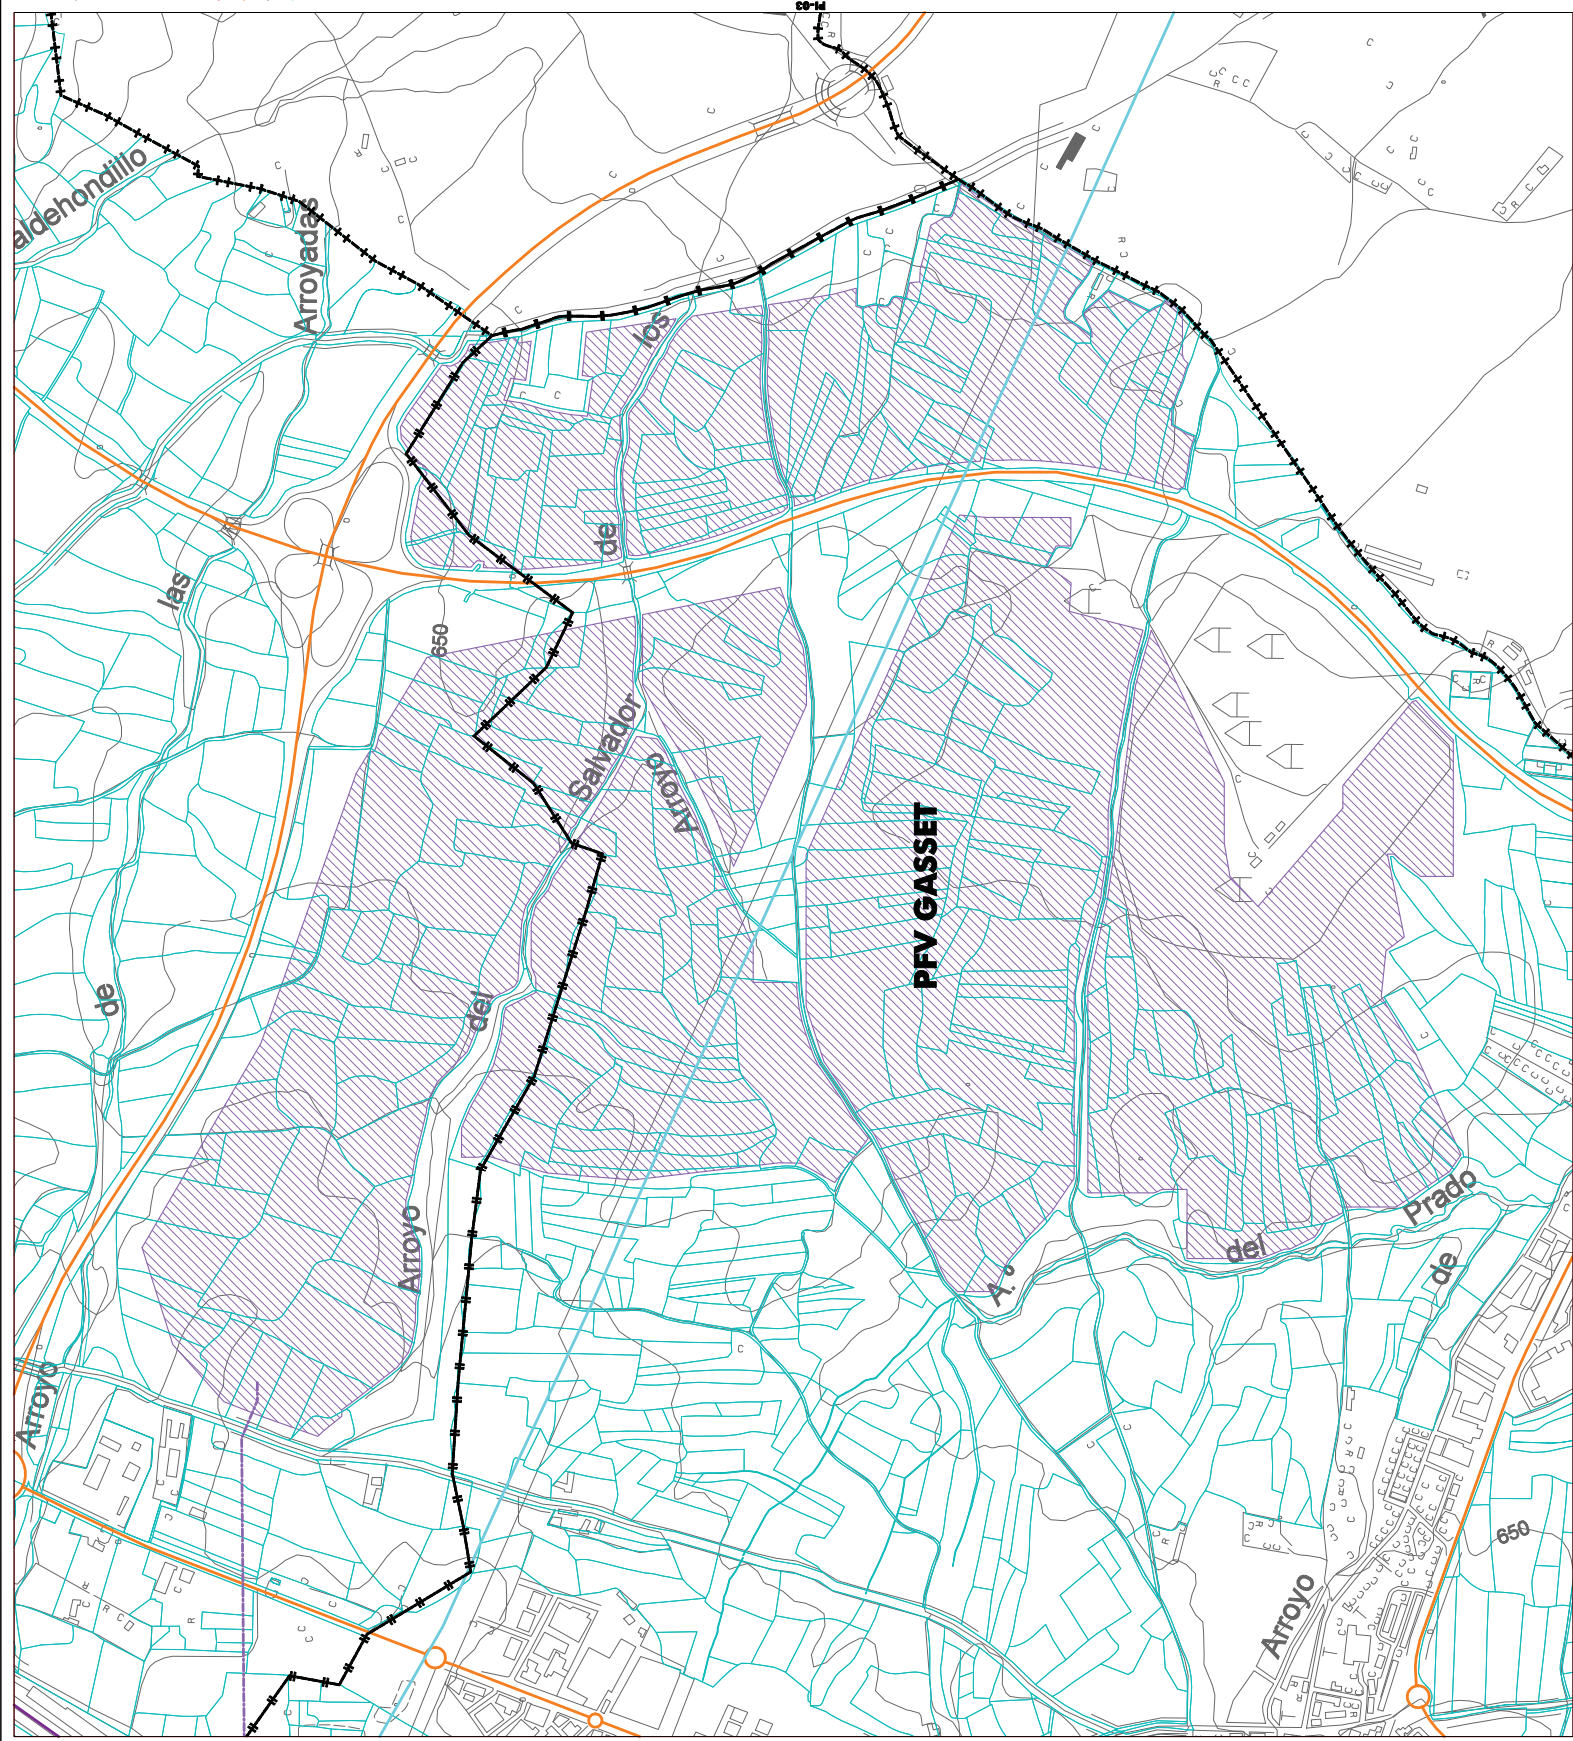 PI-03
aldehondillo
Arroyadas
los
de
las
650
Salvador
Arroyo
PFV GASSET
de
del
Arroyo
Prado
A.º
del
de
Arroyo
650
Arroyo